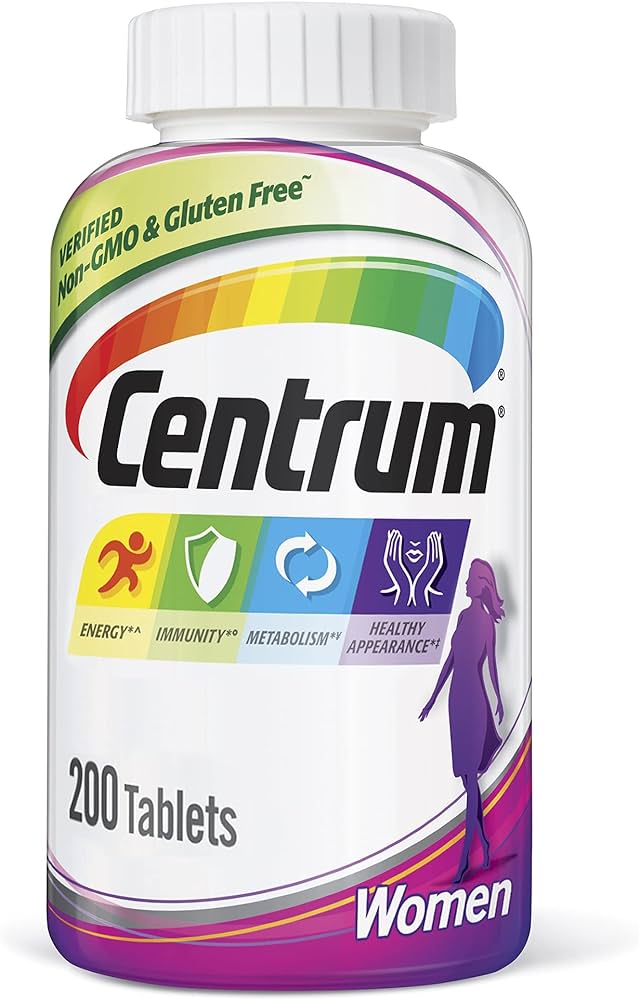 VERIFIED
Non-GMO & Gluten Free~
Centrum®
ENERGY*^
IMMUNITY*°
METABOLISM*¥
HEALTHY
APPEARANCE*‡
200 Tablets
Women